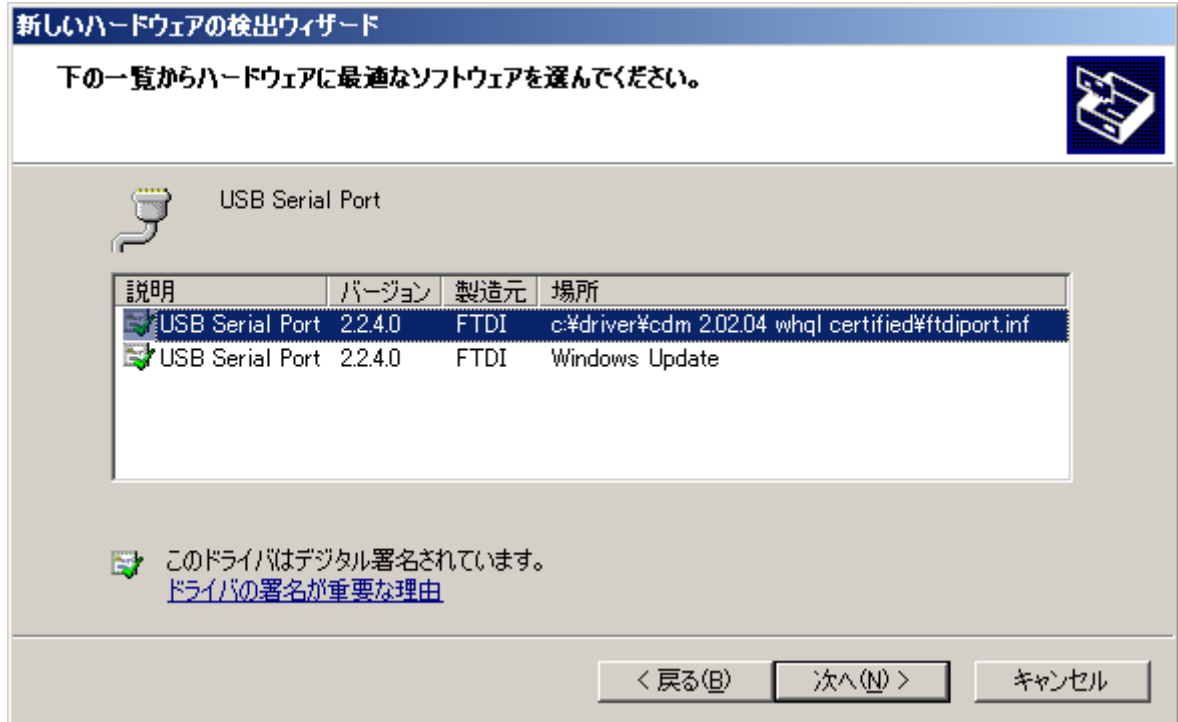 新しいハードウェアの検出ウィザード
下の一覧からハードウェアに最適なソフトウェアを選んでください。
USB Serial Port
説明 バージョン 製造元 場所
USB Serial Port 2.2.4.0 FTDI c:¥driver¥cdm 2.02.04 whql certified¥ftdiport.inf
USB Serial Port 2.2.4.0 FTDI Windows Update
このドライバはデジタル署名されています。
ドライバの署名が重要な理由
< 戻る(B) 次へ(N) > キャンセル